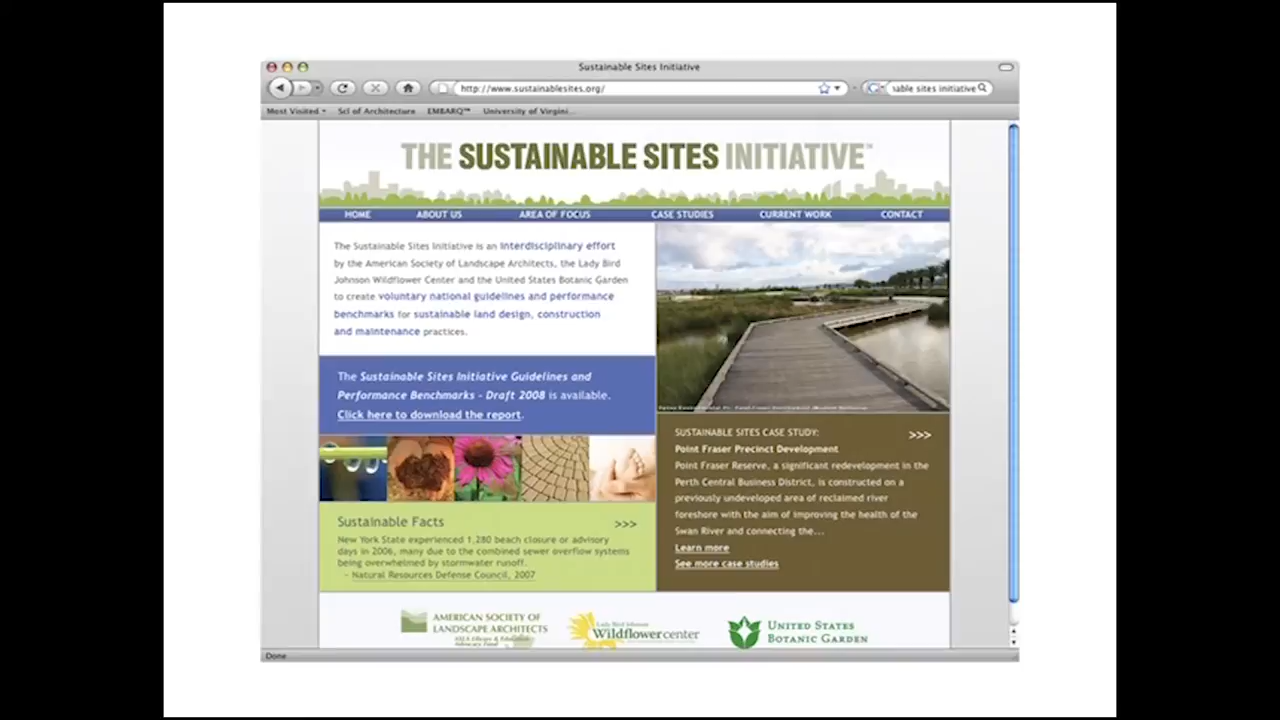 Sustainable Sites Initiative
http://www.sustainablesites.org/
able sites initiative
Most Visited
Scl of Architecture
EMBARQ™
University of Virgini...
THE SUSTAINABLE SITES INITIATIVE™
HOME
ABOUT US
AREA OF FOCUS
CASE STUDIES
CURRENT WORK
CONTACT
The Sustainable Sites Initiative is an interdisciplinary effort
by the American Society of Landscape Architects, the Lady Bird
Johnson Wildflower Center and the United States Botanic Garden
to create voluntary national guidelines and performance
benchmarks for sustainable land design, construction
and maintenance practices.
The Sustainable Sites Initiative Guidelines and
Performance Benchmarks - Draft 2008 is available.
Click here to download the report.
Sustainable Facts
>>>
New York State experienced 1,280 beach closure or advisory
days in 2006, many due to the combined sewer overflow systems
being overwhelmed by stormwater runoff.
- Natural Resources Defense Council, 2007
SUSTAINABLE SITES CASE STUDY:
>>>
Point Fraser Precinct Development
Point Fraser Reserve, a significant redevelopment in the
Perth Central Business District, is constructed on a
previously undeveloped area of reclaimed river
foreshore with the aim of improving the health of the
Swan River and connecting the...
Learn more
See more case studies
AMERICAN SOCIETY OF
LANDSCAPE ARCHITECTS
Lady Bird Johnson
Wildflower center
UNITED STATES
BOTANIC GARDEN
Done